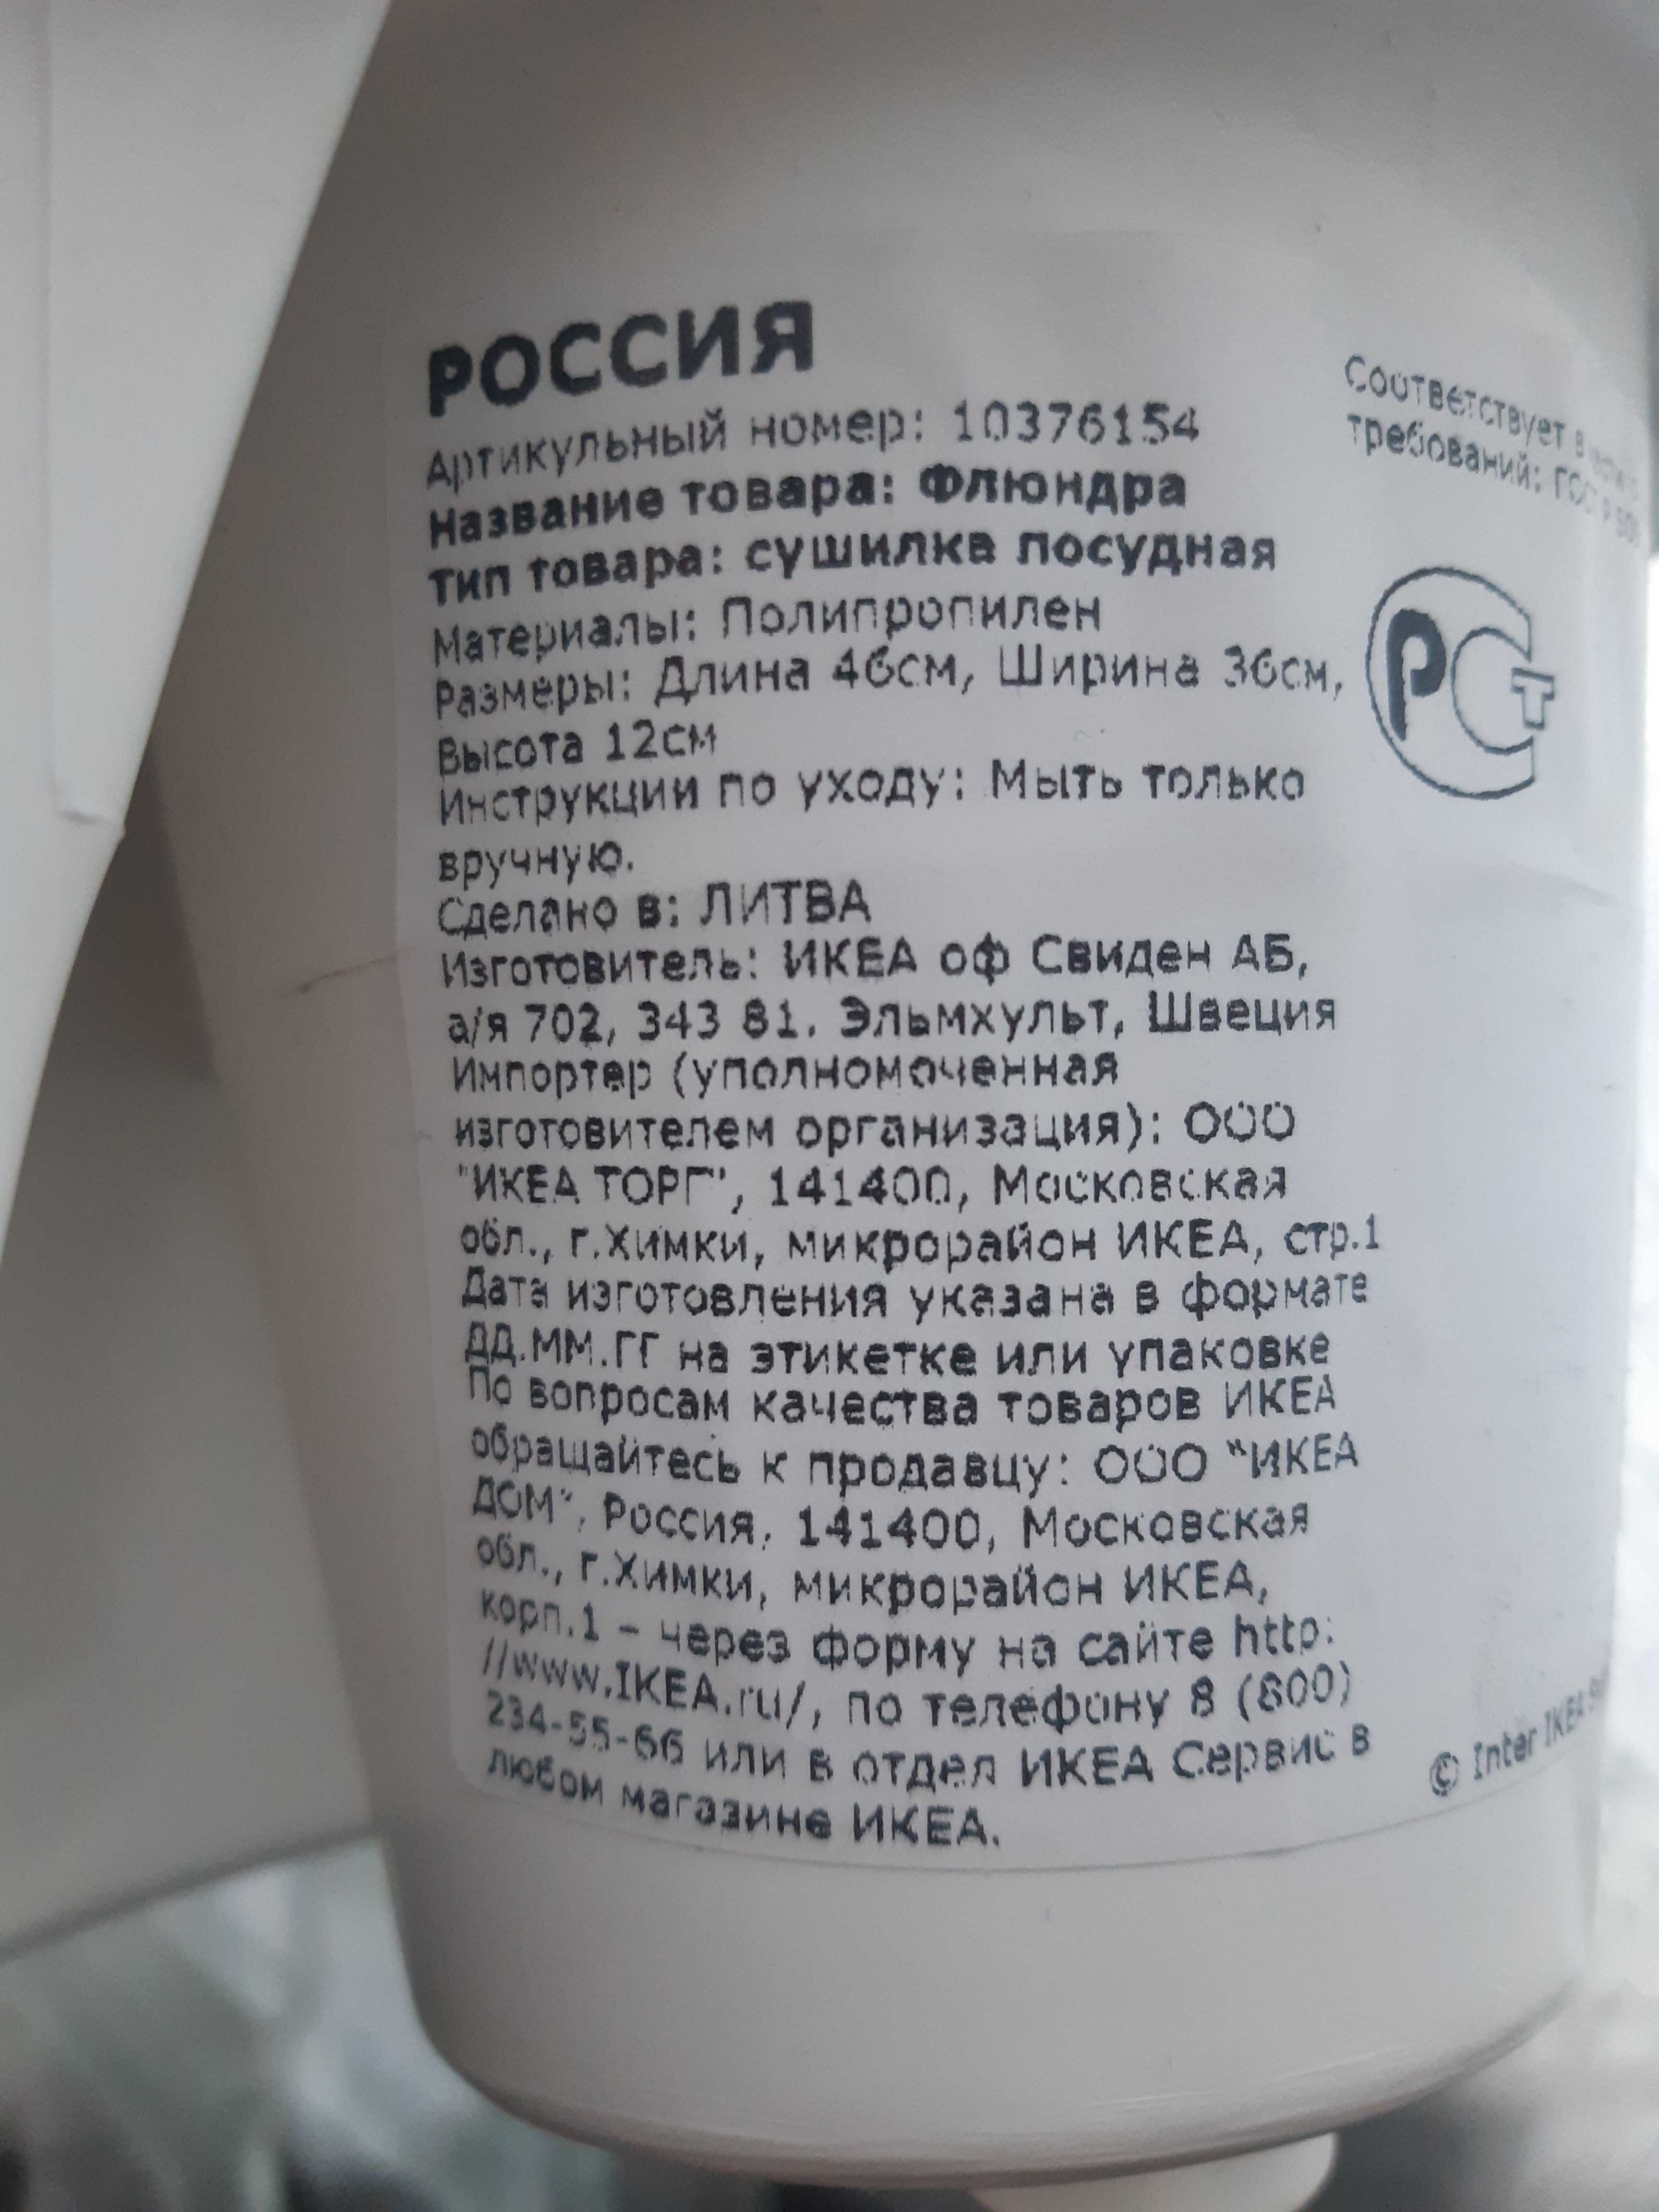 РОССИЯ
Артикульный номер: 10376154
Название товара: Флюндра
Тип товара: сушилка посудная
Материалы: Полипропилен
Размеры: Длина 46см, Ширина 36см,
Высота 12см
Инструкции по уходу: Мыть только
вручную.
Сделано в: ЛИТВА
Изготовитель: ИКЕА оф Свиден АБ,
а/я 702, 343 81, Эльмхульт, Швеция
Импортер (уполномоченная
изготовителем организация): ООО
"ИКЕА ТОРГ", 141400, Московская
обл., г.Химки, микрорайон ИКЕА, стр.1
Дата изготовления указана в формате
ДД.ММ.ГГ на этикетке или упаковке
По вопросам качества товаров ИКЕА
обращайтесь к продавцу: ООО "ИКЕА
ДОМ", Россия, 141400, Московская
обл., г.Химки, микрорайон ИКЕА,
корп.1 – через форму на сайте http:
//www.IKEA.ru/, по телефону 8 (800)
234-55-66 или в отдел ИКЕА Сервис в
любом магазине ИКЕА.
Соответствует в
требований: ГОСТ Р
РСТ
© Inter IKEA